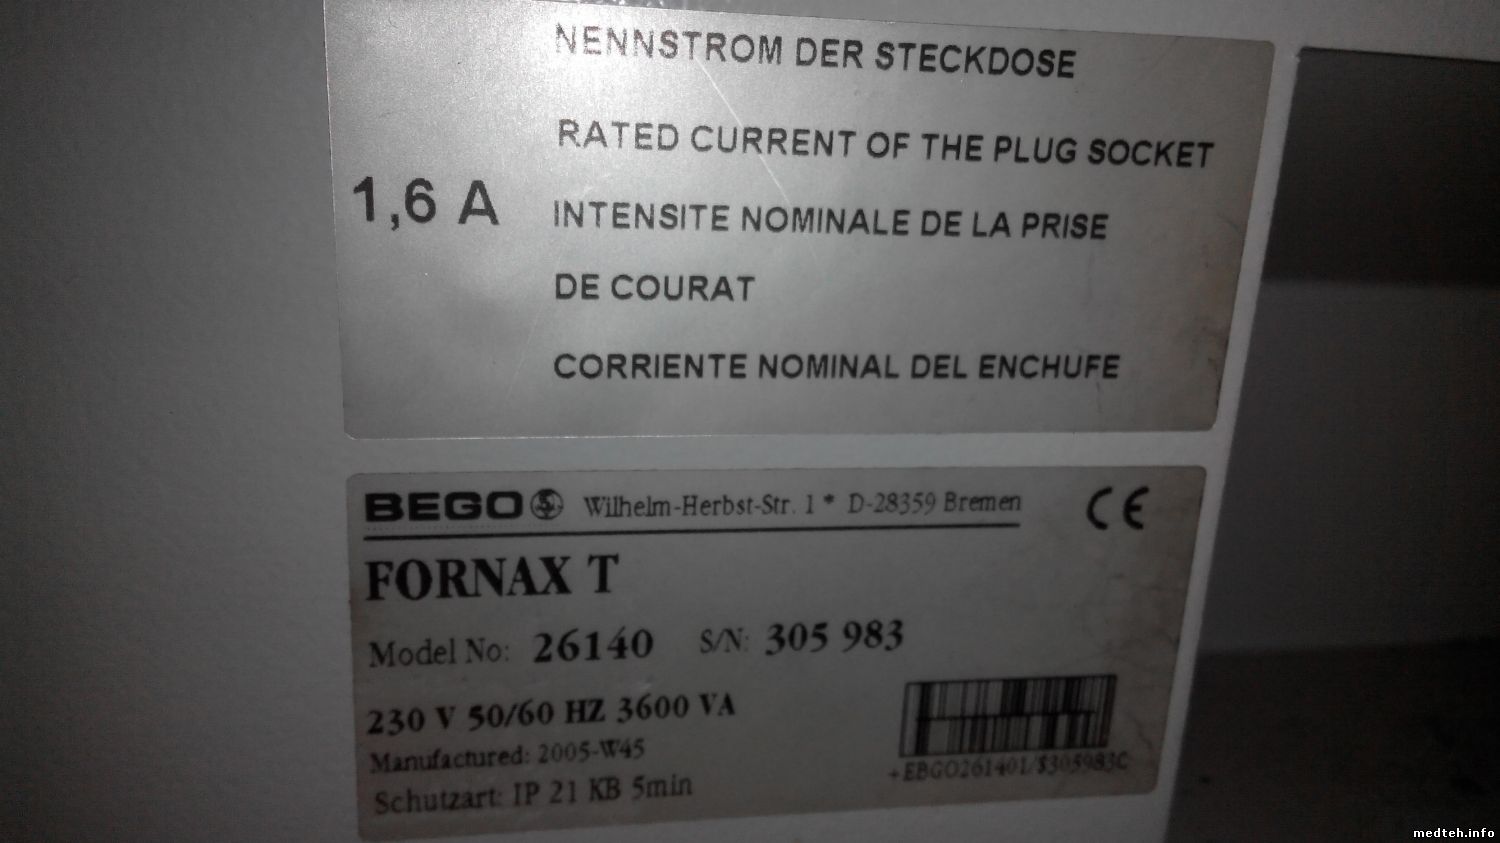 NENNSTROM DER STECKDOSE
RATED CURRENT OF THE PLUG SOCKET
1,6 A
INTENSITE NOMINALE DE LA PRISE
DE COURAT
CORRIENTE NOMINAL DEL ENCHUFE
BEGO Wilhelm-Herbst-Str. 1 * D-28359 Bremen CE
FORNAX T
Model No: 26140 S/N: 305 983
230 V 50/60 HZ 3600 VA
Manufactured: 2005-W45
Schutzart: IP 21 KB 5min
+EBGO261401/$305983C
medteh.info